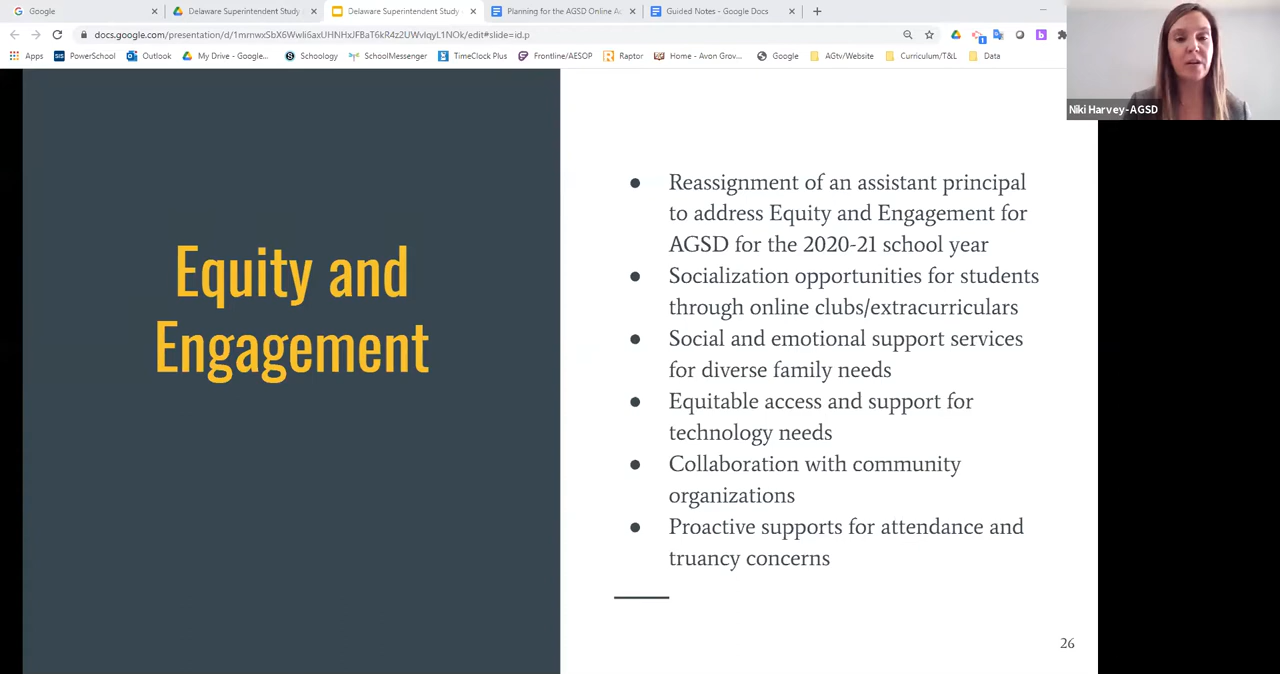 Google
Delaware Superintendent Study
Delaware Superintendent Study
Planning for the AGSD Online A
Guided Notes - Google Docs
docs.google.com/presentation/d/
edit#slide=id.p
Apps
SIS PowerSchool
Outlook
My Drive - Google...
Schoology
SchoolMessenger
TimeClock Plus
Frontline/AESOP
Raptor
Home - Avon Grov...
Google
AGtv/Website
Curriculum/T&L
Data
Niki Harvey-AGSD
Equity and
Engagement
● Reassignment of an assistant principal
to address Equity and Engagement for
AGSD for the 2020-21 school year
● Socialization opportunities for students
through online clubs/extracurriculars
● Social and emotional support services
for diverse family needs
● Equitable access and support for
technology needs
● Collaboration with community
organizations
● Proactive supports for attendance and
truancy concerns
26